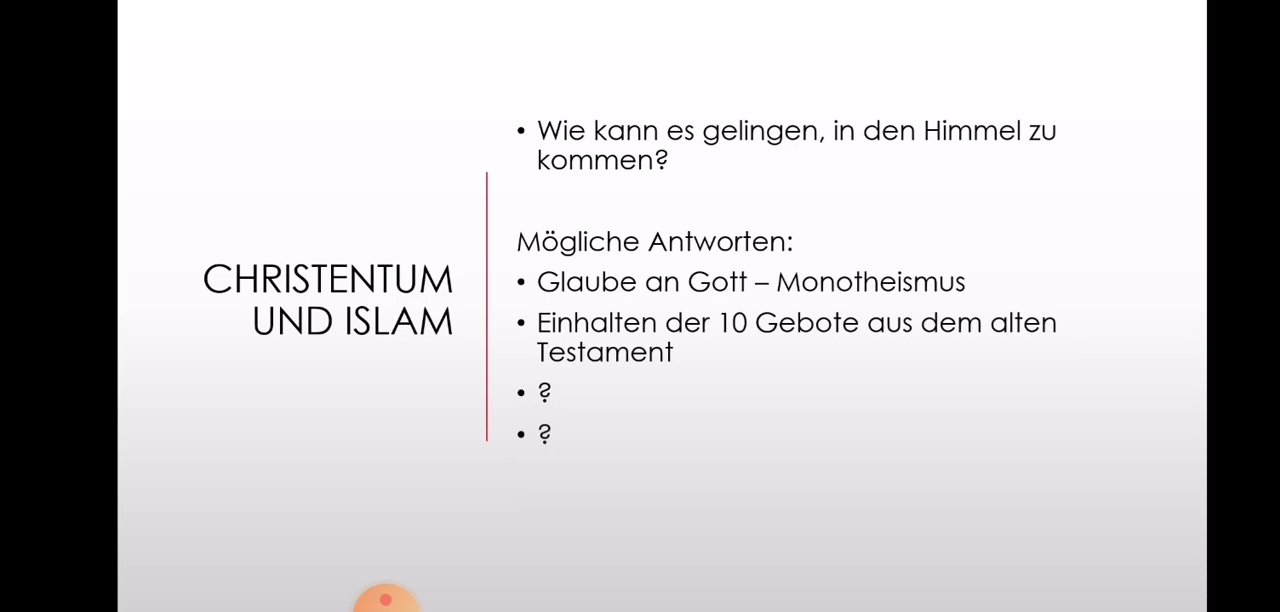 CHRISTENTUM
UND ISLAM
• Wie kann es gelingen, in den Himmel zu
kommen?
Mögliche Antworten:
• Glaube an Gott – Monotheismus
• Einhalten der 10 Gebote aus dem alten
Testament
• ?
• ?